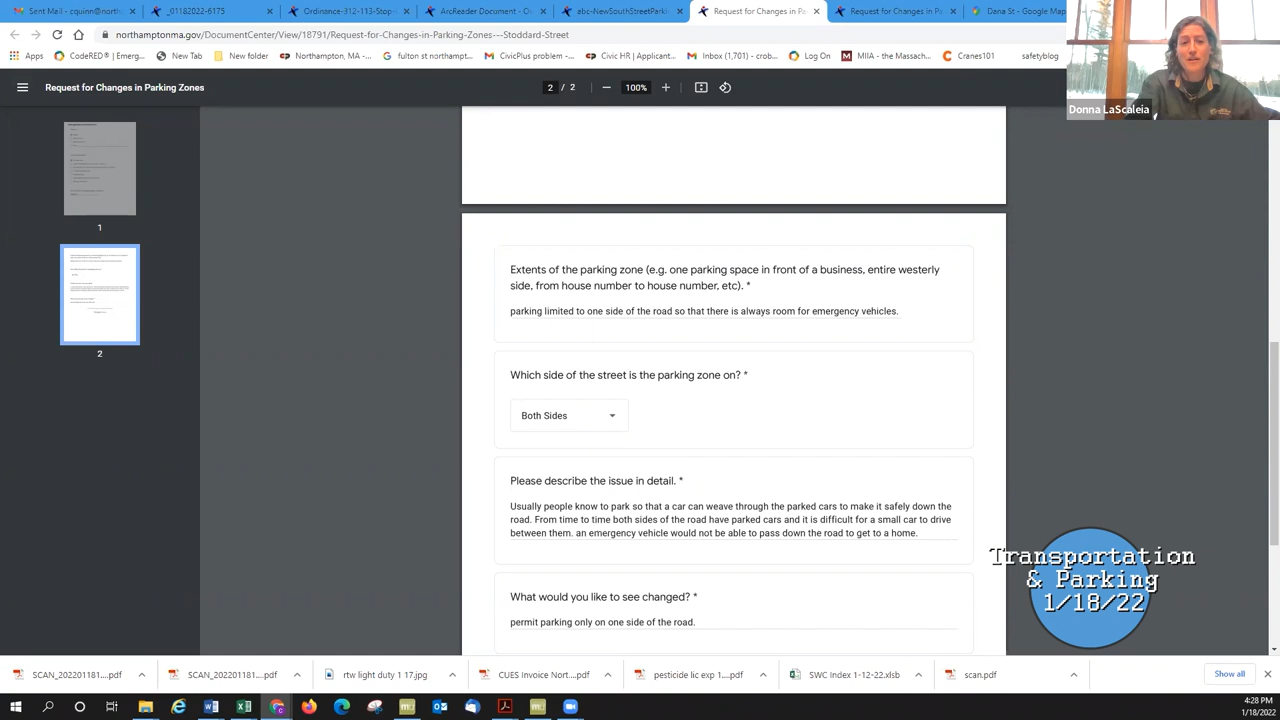 Sent Mail - cquinn@north
_01182022-6175
Ordinance-312-113-Stop-
ArcReader Document - O
abc-NewSouthStreetParki
Request for Changes in Pa
Request for Changes in Pa
Dana St - Google Map
northamptonma.gov/DocumentCenter/View/18791/Request-for-Changes-in-Parking-Zones---Stoddard-Street
Apps
CodeRED® | Emerg...
New Tab
New folder
Northampton, MA -...
fulton st northampt...
CivicPlus problem -...
Civic HR | Applicant...
Inbox (1,701) - crob...
Log On
MIIA - the Massach...
Cranes101
safetyblog
Request for Changes in Parking Zones
2 / 2
100%
Donna LaScaleia
1
2
Extents of the parking zone (e.g. one parking space in front of a business, entire westerly
side, from house number to house number, etc). *
parking limited to one side of the road so that there is always room for emergency vehicles.
Which side of the street is the parking zone on? *
Both Sides
Please describe the issue in detail. *
Usually people know to park so that a car can weave through the parked cars to make it safely down the
road. From time to time both sides of the road have parked cars and it is difficult for a small car to drive
between them. an emergency vehicle would not be able to pass down the road to get to a home.
What would you like to see changed? *
permit parking only on one side of the road.
Transportation
& Parking
1/18/22
SCAN_202201181....pdf
SCAN_202201181....pdf
rtw light duty 1 17.jpg
CUES Invoice Nort....pdf
pesticide lic exp 1....pdf
SWC Index 1-12-22.xlsb
scan.pdf
Show all
4:28 PM
1/18/2022